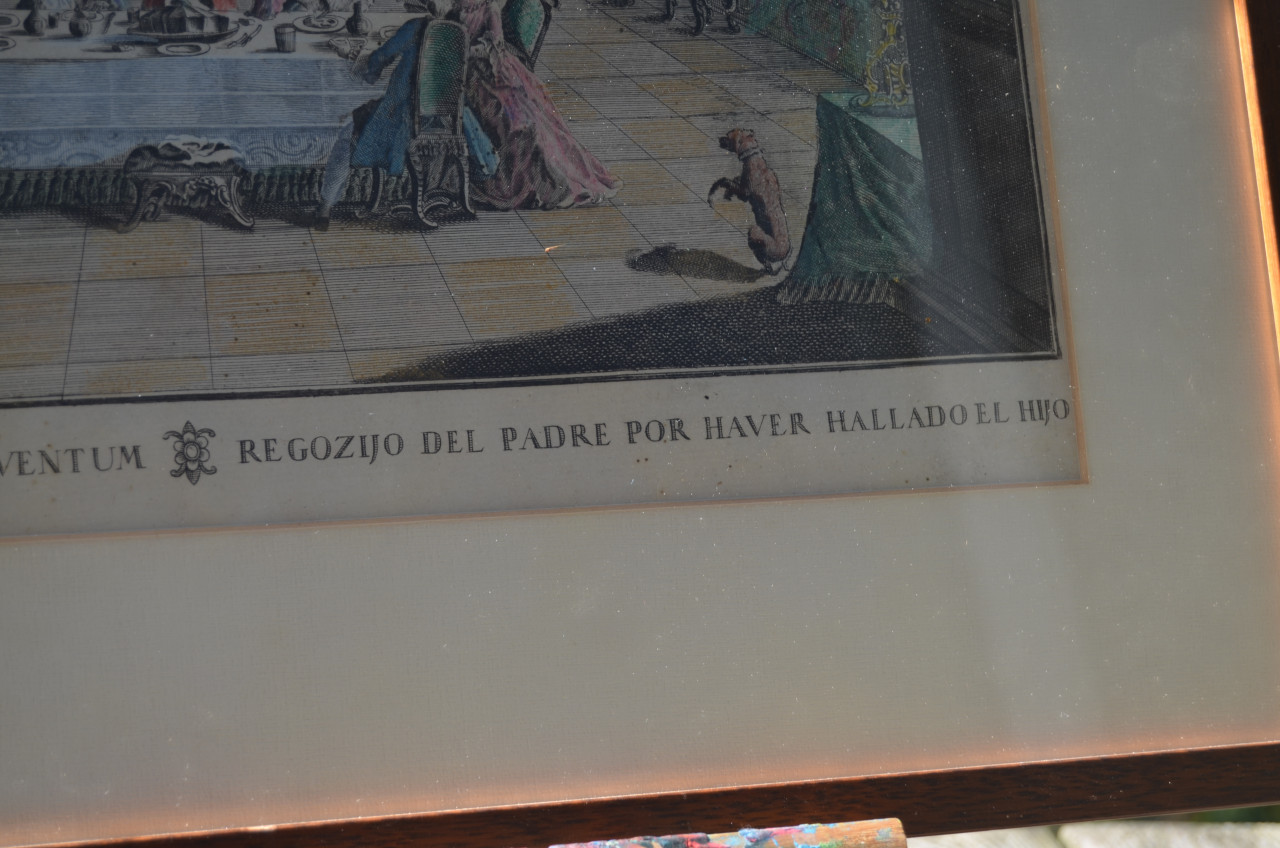 VENTUM REGOZIJO DEL PADRE POR HAVER HALLADO EL HIJO